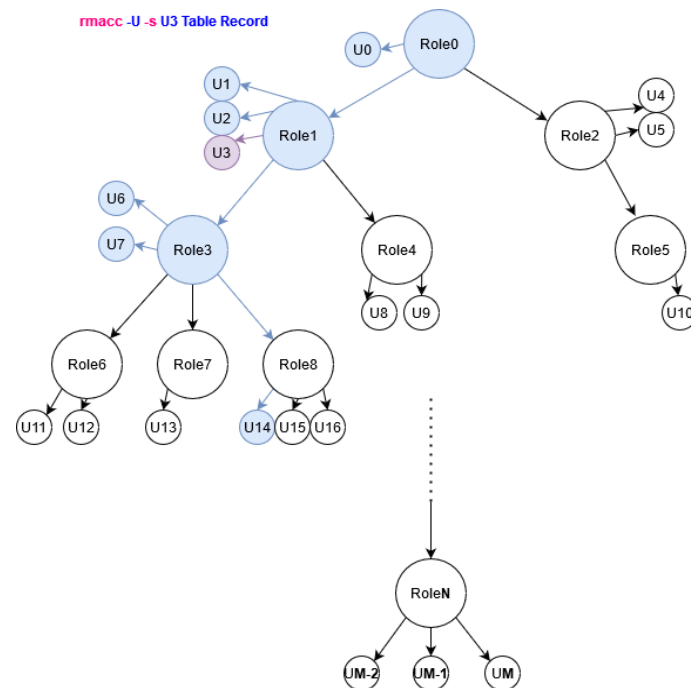 rmacc -U -s U3 Table Record
Role0
U0
U1
U2
U3
Role1
Role2
U4
U5
U6
U7
Role3
Role4
Role5
U8
U9
U10
Role6
Role7
Role8
U11
U12
U13
U14
U15
U16
RoleN
UM-2
UM-1
UM